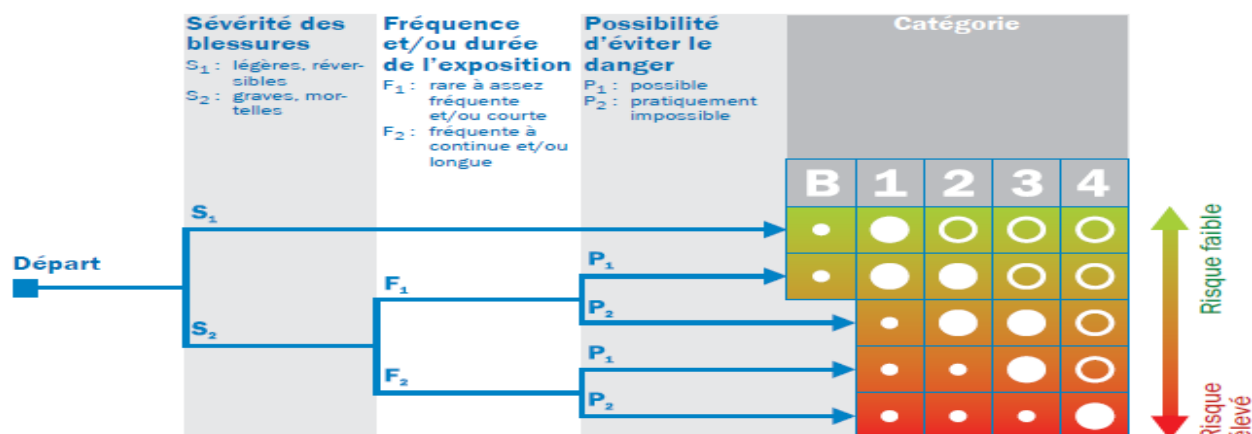 Sévérité des
blessures
S₁ : légères, réver-
sibles
S₂ : graves, mor-
telles
Fréquence
et/ou durée
de l'exposition
F₁ : rare à assez
fréquente
et/ou courte
F₂ : fréquente à
continue et/ou
longue
Possibilité
d'éviter le
danger
P₁ : possible
P₂ : pratiquement
impossible
Catégorie
B 1 2 3 4
Départ
S₁
S₂
F₁
F₂
P₁
P₂
P₁
P₂
Risque faible
Risque
élevé